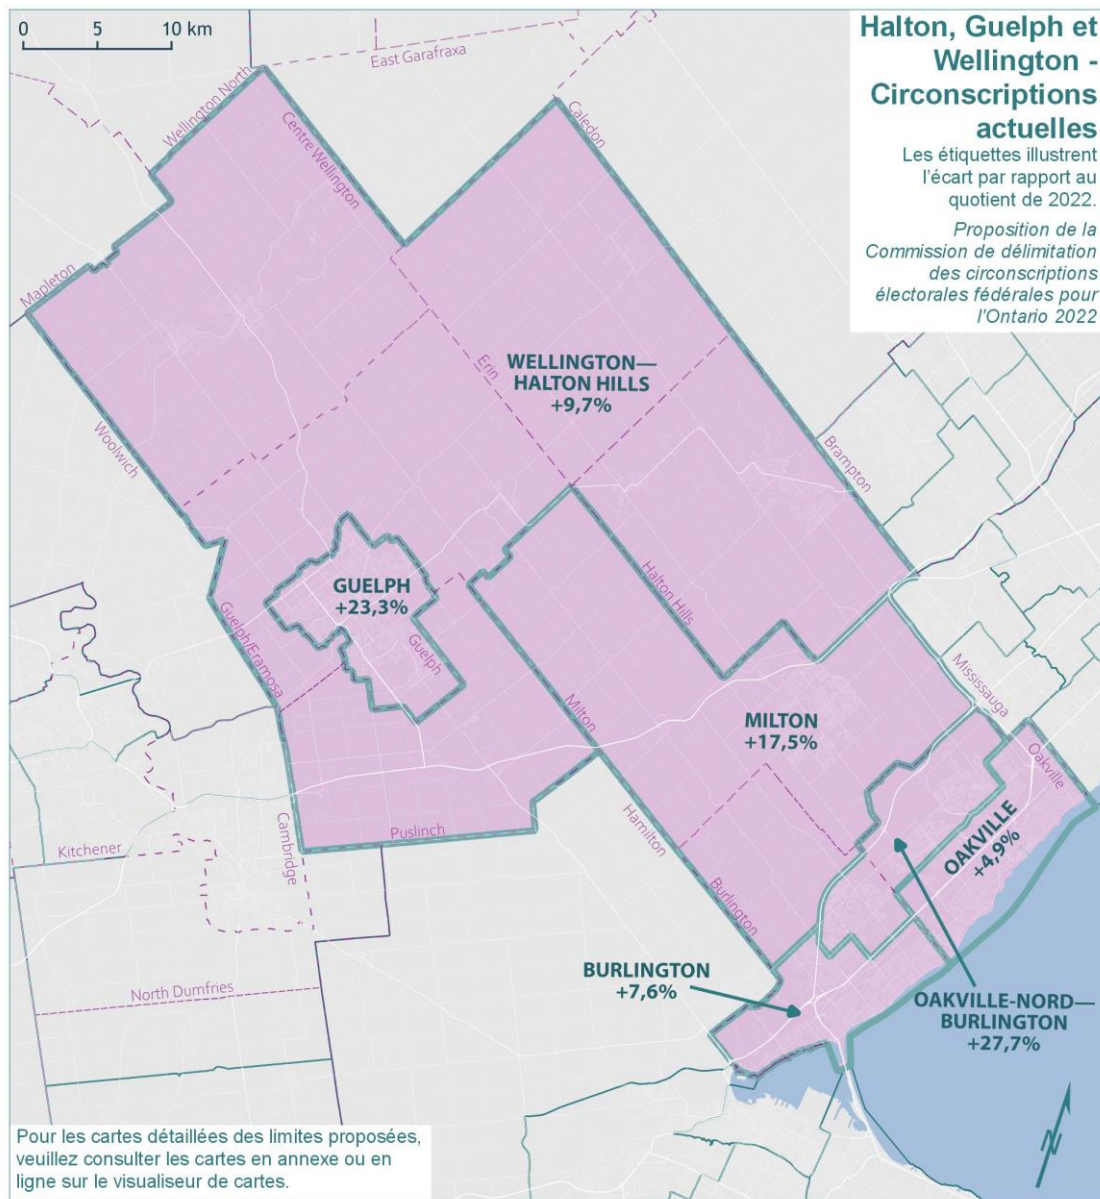 0 5 10 km
Halton, Guelph et
Wellington -
Circonscriptions
actuelles
Les étiquettes illustrent
l'écart par rapport au
quotient de 2022.
Proposition de la
Commission de délimitation
des circonscriptions
électorales fédérales pour
l'Ontario 2022
East Garafraxa
Wellington North
Centre Wellington
Caledon
Mapleton
Erin
WELLINGTON—
HALTON HILLS
+9,7%
Woolwich
Brampton
GUELPH
+23,3%
Guelph/Eramosa
Guelph
Halton Hills
Mississauga
Milton
MILTON
+17,5%
Oakville
OAKVILLE
+4,9%
Hamilton
Puslinch
Cambridge
Kitchener
Burlington
BURLINGTON
+7,6%
North Dumfries
OAKVILLE-NORD—
BURLINGTON
+27,7%
N
Pour les cartes détaillées des limites proposées,
veuillez consulter les cartes en annexe ou en
ligne sur le visualiseur de cartes.